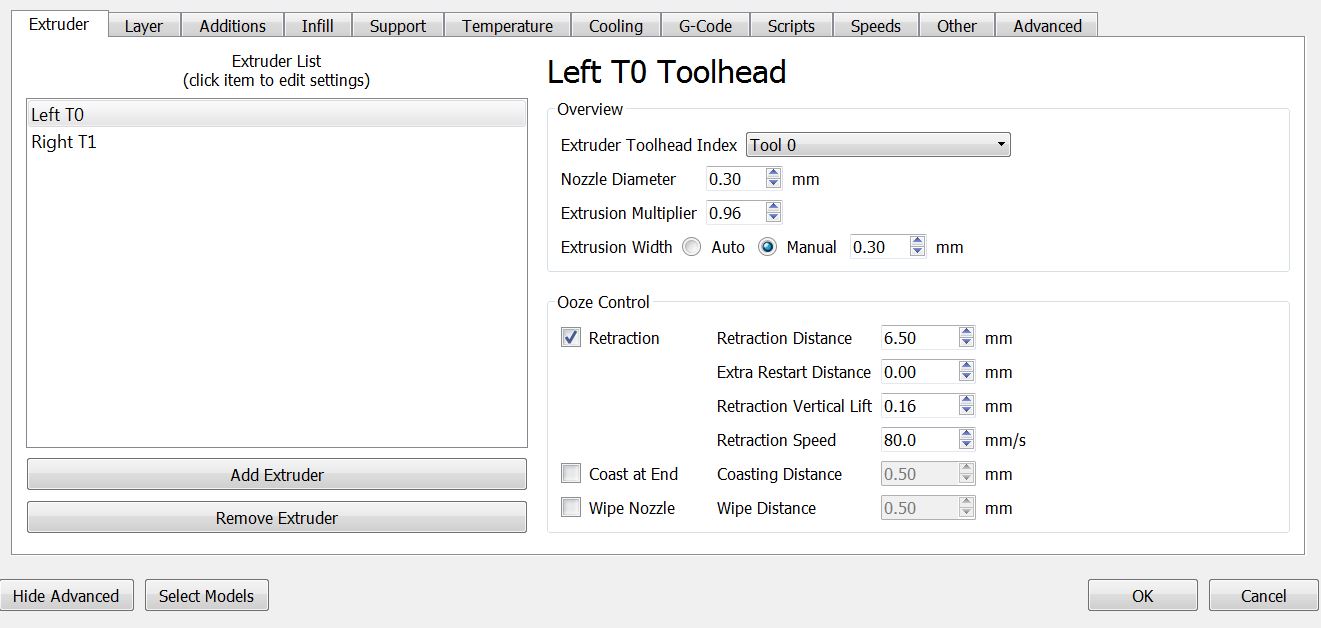 Extruder Layer Additions Infill Support Temperature Cooling G-Code Scripts Speeds Other Advanced
Extruder List
(click item to edit settings)
Left T0
Right T1
Add Extruder
Remove Extruder
Left T0 Toolhead
Overview
Extruder Toolhead Index Tool 0
Nozzle Diameter 0.30 mm
Extrusion Multiplier 0.96
Extrusion Width Auto Manual 0.30 mm
Ooze Control
Retraction Retraction Distance 6.50 mm
Extra Restart Distance 0.00 mm
Retraction Vertical Lift 0.16 mm
Retraction Speed 80.0 mm/s
Coast at End Coasting Distance 0.50 mm
Wipe Nozzle Wipe Distance 0.50 mm
Hide Advanced Select Models OK Cancel